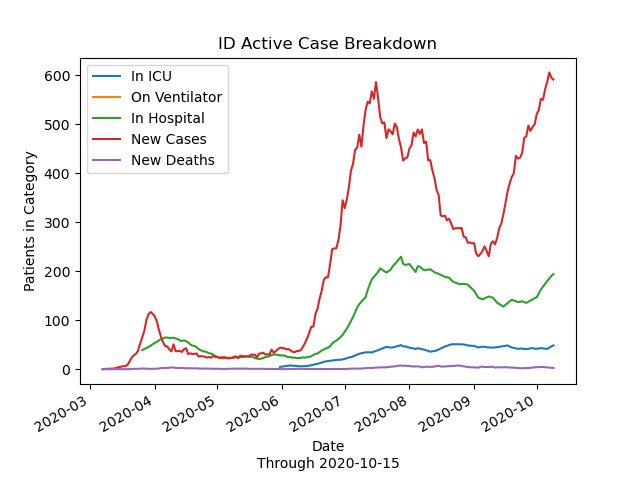 ID Active Case Breakdown
Patients in Category
600
500
400
300
200
100
0
In ICU
On Ventilator
In Hospital
New Cases
New Deaths
2020-03
2020-04
2020-05
2020-06
2020-07
2020-08
2020-09
2020-10
Date
Through 2020-10-15